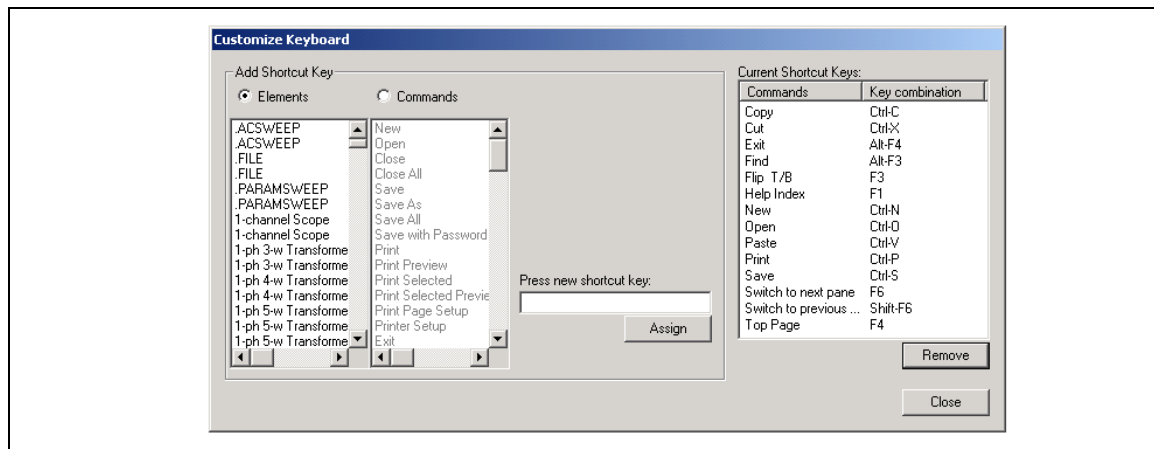 Customize Keyboard
Add Shortcut Key
Elements
Commands
.ACSWEEP
.ACSWEEP
.FILE
.FILE
.PARAMSWEEP
.PARAMSWEEP
1-channel Scope
1-channel Scope
1-ph 3-w Transforme
1-ph 3-w Transforme
1-ph 4-w Transforme
1-ph 4-w Transforme
1-ph 5-w Transforme
1-ph 5-w Transforme
1-ph 5-w Transforme
New
Open
Close
Close All
Save
Save As
Save All
Save with Password
Print
Print Preview
Print Selected
Print Selected Previe
Print Page Setup
Printer Setup
Exit
Press new shortcut key:
Assign
Current Shortcut Keys:
Commands Key combination
Copy Ctrl-C
Cut Ctrl-X
Exit Alt-F4
Find Alt-F3
Flip T/B F3
Help Index F1
New Ctrl-N
Open Ctrl-O
Paste Ctrl-V
Print Ctrl-P
Save Ctrl-S
Switch to next pane F6
Switch to previous ... Shift-F6
Top Page F4
Remove
Close